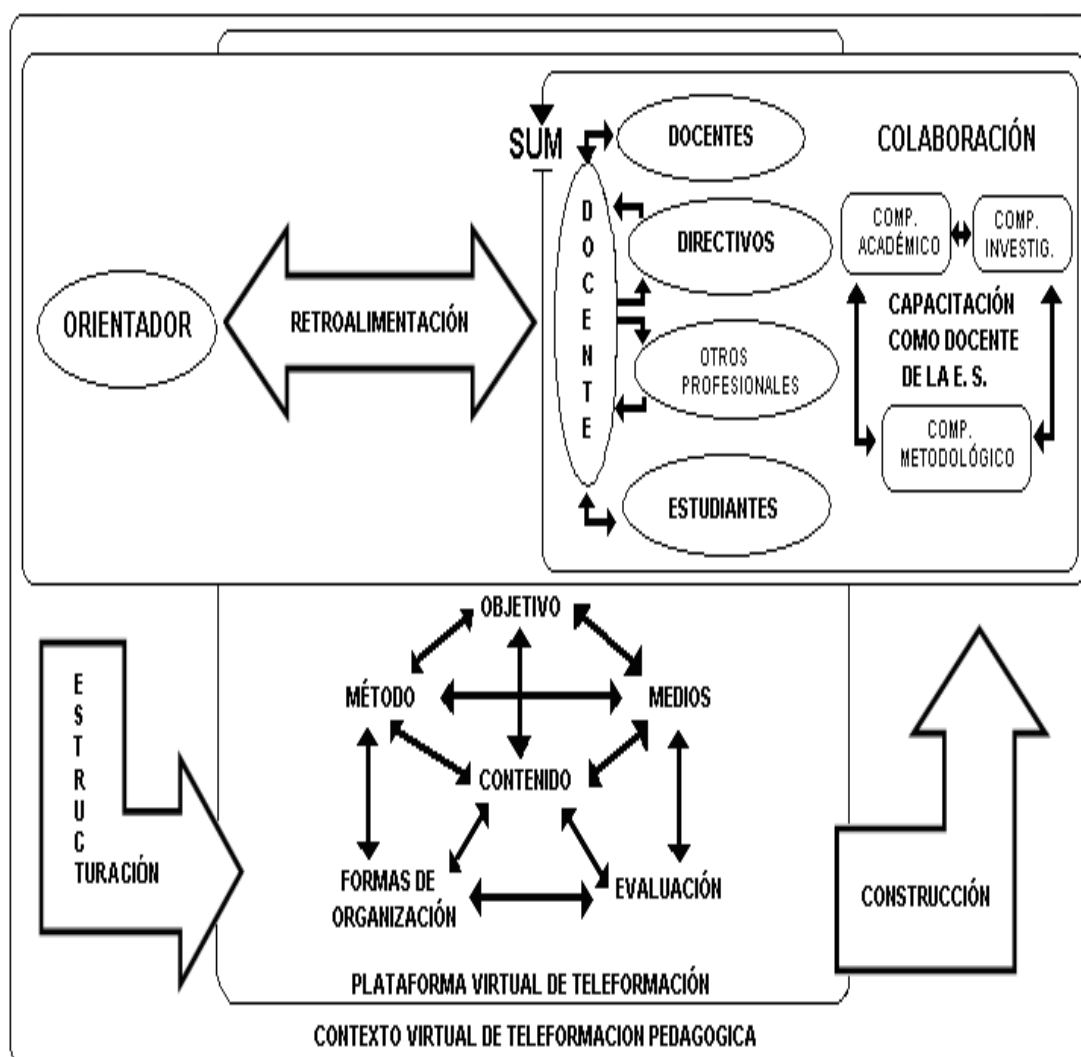 SUM
DOCENTES
COLABORACIÓN
DOCENTE
DIRECTIVOS
COMP.
ACADÉMICO
COMP.
INVESTIG.
ORIENTADOR
RETROALIMENTACIÓN
CAPACITACIÓN
COMO DOCENTE
DE LA E. S.
OTROS
PROFESIONALES
COMP.
METODOLÓGICO
ESTUDIANTES
OBJETIVO
MÉTODO
MEDIOS
CONTENIDO
ESTRUC
TURACIÓN
FORMAS DE
ORGANIZACIÓN
EVALUACIÓN
CONSTRUCCIÓN
PLATAFORMA VIRTUAL DE TELEFORMACIÓN
CONTEXTO VIRTUAL DE TELEFORMACION PEDAGOGICA